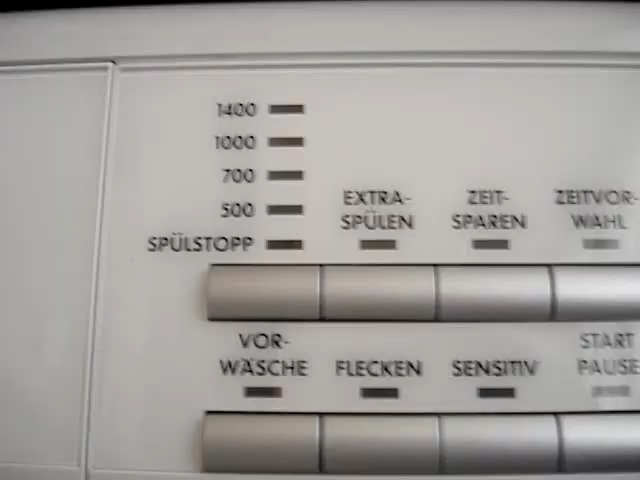 1400
1000
700
500
SPÜLSTOPP
EXTRA-
SPÜLEN
ZEIT-
SPAREN
ZEITVOR-
WAHL
VOR-
WÄSCHE
FLECKEN
SENSITIV
START
PAUSE